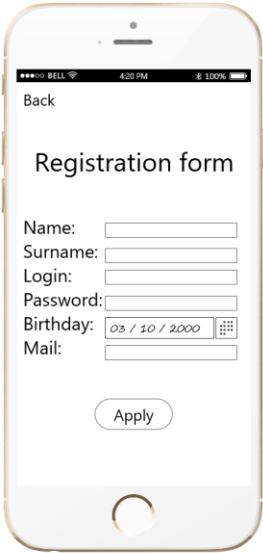 BELL 4:20 PM 100%
Back
Registration form
Name:
Surname:
Login:
Password:
Birthday: 03 / 10 / 2000
Mail:
Apply